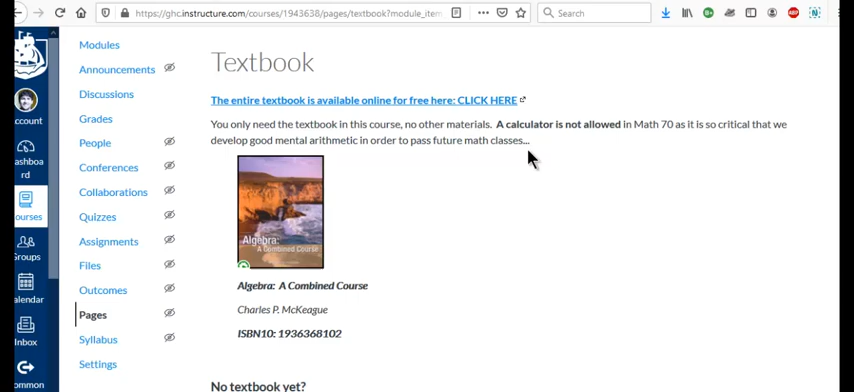 https://ghc.instructure.com/courses/1943638/pages/textbook?module_item
Search
Modules
Announcements
Discussions
Grades
People
Conferences
Collaborations
Quizzes
Assignments
Files
Outcomes
Pages
Syllabus
Settings
ccount
ashboa
rd
ourses
Groups
alendar
Inbox
ommon
Textbook
The entire textbook is available online for free here: CLICK HERE
You only need the textbook in this course, no other materials. A calculator is not allowed in Math 70 as it is so critical that we
develop good mental arithmetic in order to pass future math classes...
Algebra:
A Combined Course
Algebra: A Combined Course
Charles P. McKeague
ISBN10: 1936368102
No textbook yet?